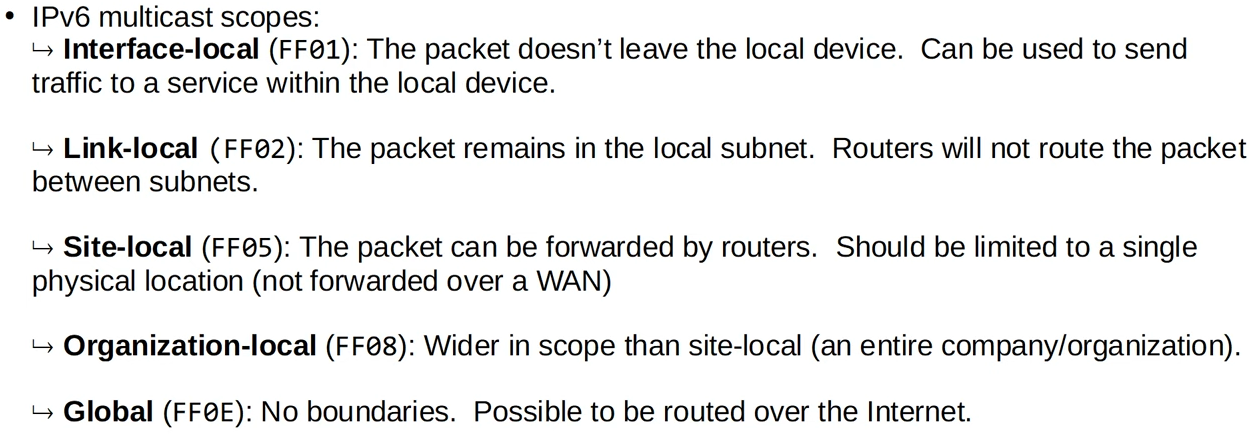 • IPv6 multicast scopes:
↪ Interface-local (FF01): The packet doesn’t leave the local device.  Can be used to send
traffic to a service within the local device.
↪ Link-local (FF02): The packet remains in the local subnet.  Routers will not route the packet
between subnets.
↪ Site-local (FF05): The packet can be forwarded by routers.  Should be limited to a single
physical location (not forwarded over a WAN)
↪ Organization-local (FF08): Wider in scope than site-local (an entire company/organization).
↪ Global (FF0E): No boundaries.  Possible to be routed over the Internet.